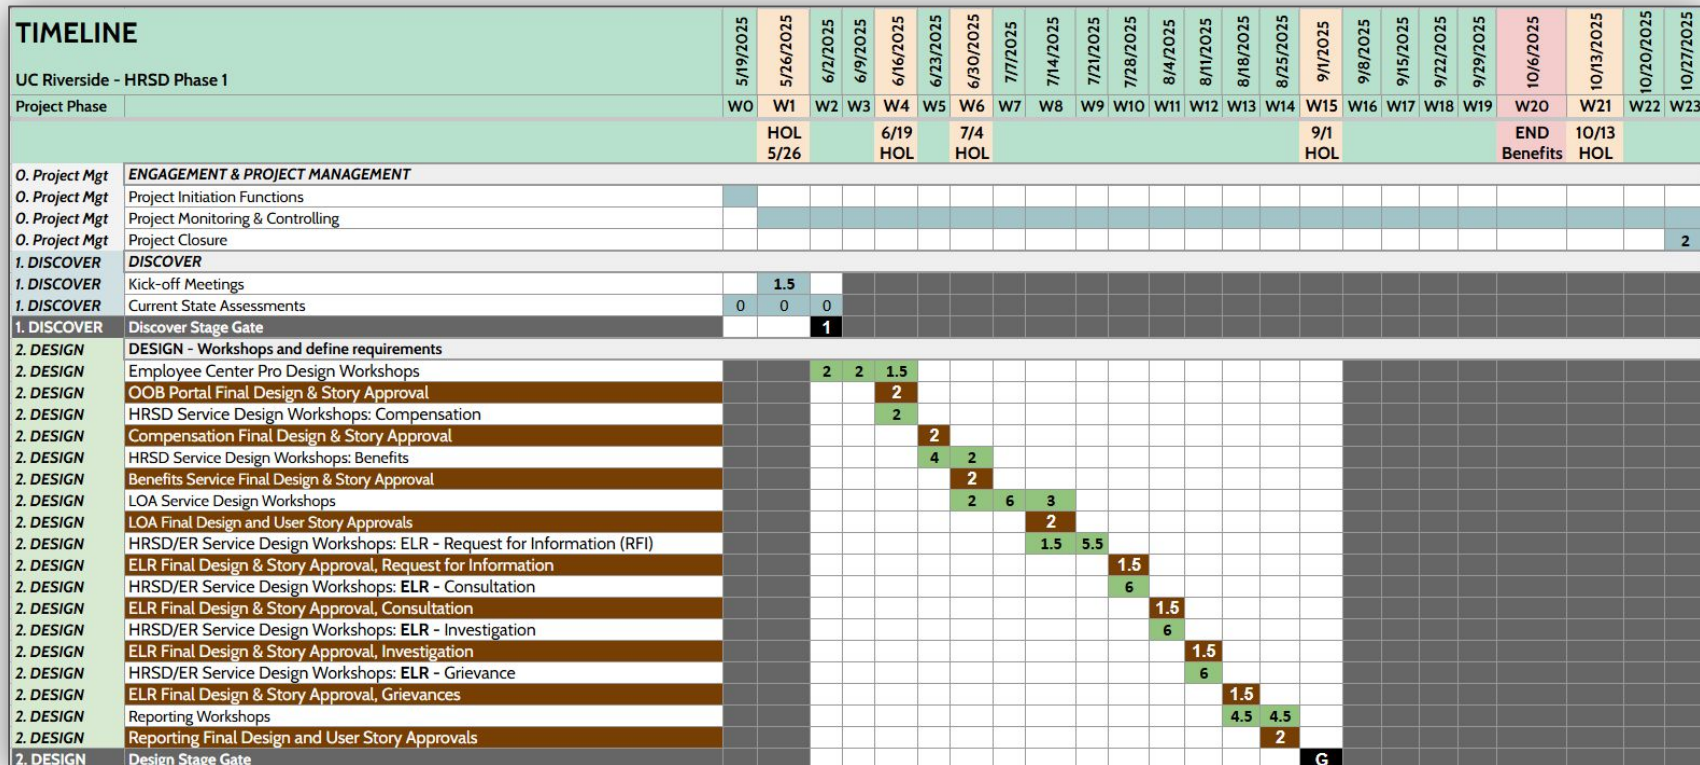 TIMELINE
UC Riverside - HRSD Phase 1
5/19/2025 5/26/2025 6/2/2025 6/9/2025 6/16/2025 6/23/2025 6/30/2025 7/7/2025 7/14/2025 7/21/2025 7/28/2025 8/4/2025 8/11/2025 8/18/2025 8/25/2025 9/1/2025 9/8/2025 9/15/2025 9/22/2025 9/29/2025 10/6/2025 10/13/2025 10/20/2025 10/27/2025
Project Phase W0 W1 W2 W3 W4 W5 W6 W7 W8 W9 W10 W11 W12 W13 W14 W15 W16 W17 W18 W19 W20 W21 W22 W23
HOL 6/19 7/4 9/1 END 10/13
5/26 HOL HOL HOL Benefits HOL
0. Project Mgt ENGAGEMENT & PROJECT MANAGEMENT
0. Project Mgt Project Initiation Functions
0. Project Mgt Project Monitoring & Controlling
0. Project Mgt Project Closure 2
1. DISCOVER DISCOVER
1. DISCOVER Kick-off Meetings 1.5
1. DISCOVER Current State Assessments 0 0 0
1. DISCOVER Discover Stage Gate 1
2. DESIGN DESIGN - Workshops and define requirements
2. DESIGN Employee Center Pro Design Workshops 2 2 1.5
2. DESIGN OOB Portal Final Design & Story Approval 2
2. DESIGN HRSD Service Design Workshops: Compensation 2
2. DESIGN Compensation Final Design & Story Approval 2
2. DESIGN HRSD Service Design Workshops: Benefits 4 2
2. DESIGN Benefits Service Final Design & Story Approval 2
2. DESIGN LOA Service Design Workshops 2 6 3
2. DESIGN LOA Final Design and User Story Approvals 2
2. DESIGN HRSD/ER Service Design Workshops: ELR - Request for Information (RFI) 1.5 5.5
2. DESIGN ELR Final Design & Story Approval, Request for Information 1.5
2. DESIGN HRSD/ER Service Design Workshops: ELR - Consultation 6
2. DESIGN ELR Final Design & Story Approval, Consultation 1.5
2. DESIGN HRSD/ER Service Design Workshops: ELR - Investigation 6
2. DESIGN ELR Final Design & Story Approval, Investigation 1.5
2. DESIGN HRSD/ER Service Design Workshops: ELR - Grievance 6
2. DESIGN ELR Final Design & Story Approval, Grievances 1.5
2. DESIGN Reporting Workshops 4.5 4.5
2. DESIGN Reporting Final Design and User Story Approvals 2
2. DESIGN Design Stage Gate G